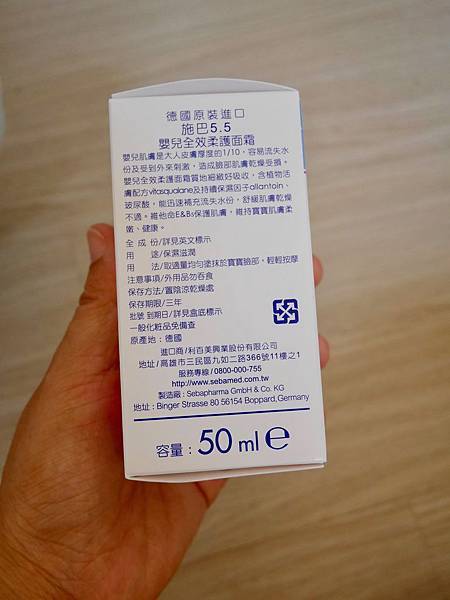 德國原裝進口
施巴5.5
嬰兒全效柔護面霜
嬰兒肌膚是大人皮膚厚度的1/10，容易流失水
份及受到外來刺激，造成臉部肌膚乾燥受損。
嬰兒全效柔護面霜質地細緻好吸收，含植物活
膚配方vitasqualane及持續保濕因子allantoin、
玻尿酸，能迅速補充流失水份，舒緩肌膚乾燥
不適。維他命E&B5保護肌膚，維持寶寶肌膚柔
嫩、健康。
全 成 份/詳見英文標示
用　　途/保濕滋潤
用　　法/取適量均勻塗抹於寶寶臉部，輕輕按摩
注意事項/外用品勿吞食
保存方法/置陰涼乾燥處
保存期限/三年
批號 到期日/詳見盒底標示
一般化粧品免備查
原產地：德國
進口商/利百美興業股份有限公司
地址/高雄市三民區九如二路366號11樓之1
服務專線/0800-000-755
http://www.sebamed.com.tw
製造廠：Sebapharma GmbH & Co. KG
地址：Binger Strasse 80 56154 Boppard,Germany
容量：50 ml ℮